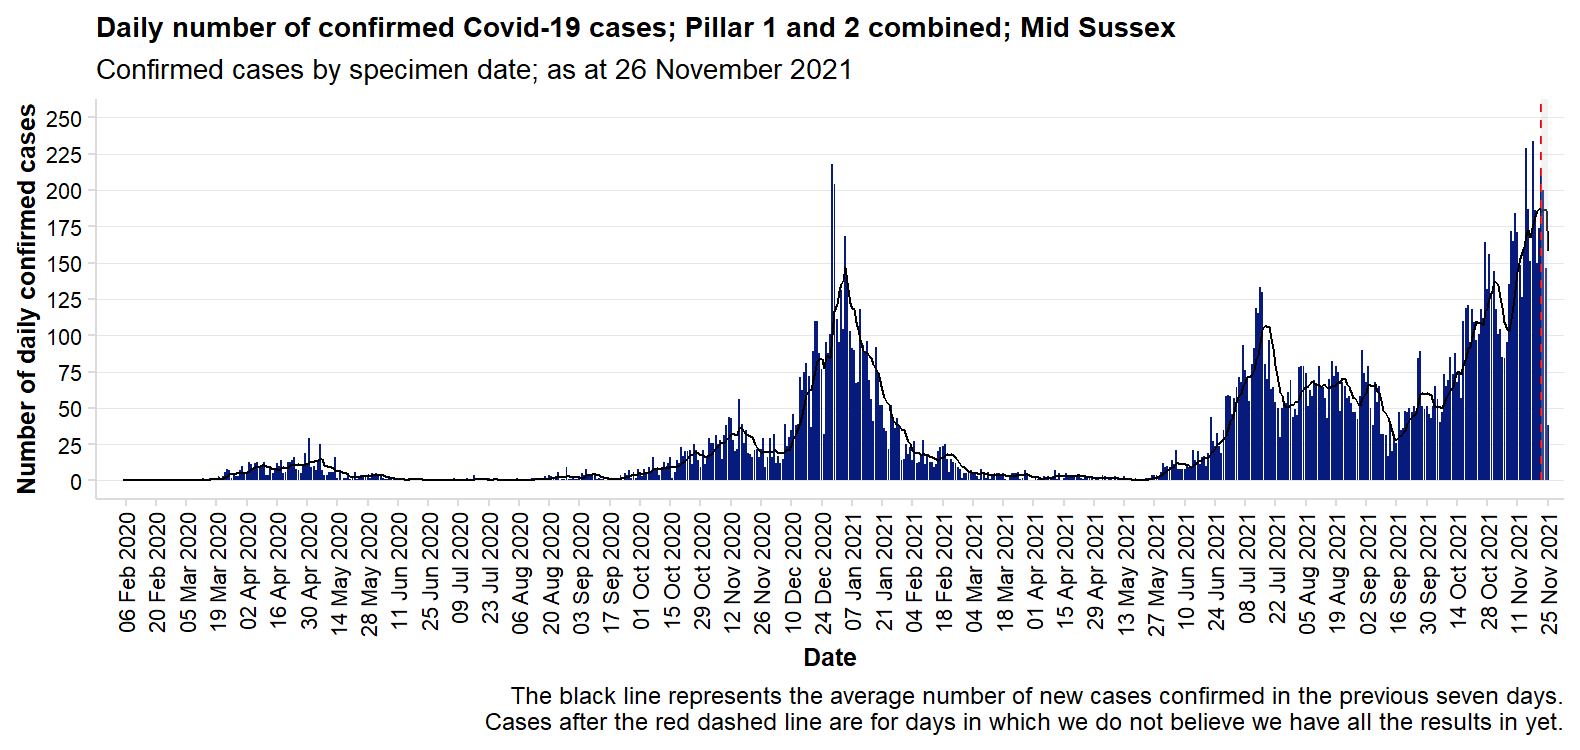 Daily number of confirmed Covid-19 cases; Pillar 1 and 2 combined; Mid Sussex
Confirmed cases by specimen date; as at 26 November 2021
Number of daily confirmed cases
250
225
200
175
150
125
100
75
50
25
0
06 Feb 2020
20 Feb 2020
05 Mar 2020
19 Mar 2020
02 Apr 2020
16 Apr 2020
30 Apr 2020
14 May 2020
28 May 2020
11 Jun 2020
25 Jun 2020
09 Jul 2020
23 Jul 2020
06 Aug 2020
20 Aug 2020
03 Sep 2020
17 Sep 2020
01 Oct 2020
15 Oct 2020
29 Oct 2020
12 Nov 2020
26 Nov 2020
10 Dec 2020
24 Dec 2020
07 Jan 2021
21 Jan 2021
04 Feb 2021
18 Feb 2021
04 Mar 2021
18 Mar 2021
01 Apr 2021
15 Apr 2021
29 Apr 2021
13 May 2021
27 May 2021
10 Jun 2021
24 Jun 2021
08 Jul 2021
22 Jul 2021
05 Aug 2021
19 Aug 2021
02 Sep 2021
16 Sep 2021
30 Sep 2021
14 Oct 2021
28 Oct 2021
11 Nov 2021
25 Nov 2021
Date
The black line represents the average number of new cases confirmed in the previous seven days.
Cases after the red dashed line are for days in which we do not believe we have all the results in yet.